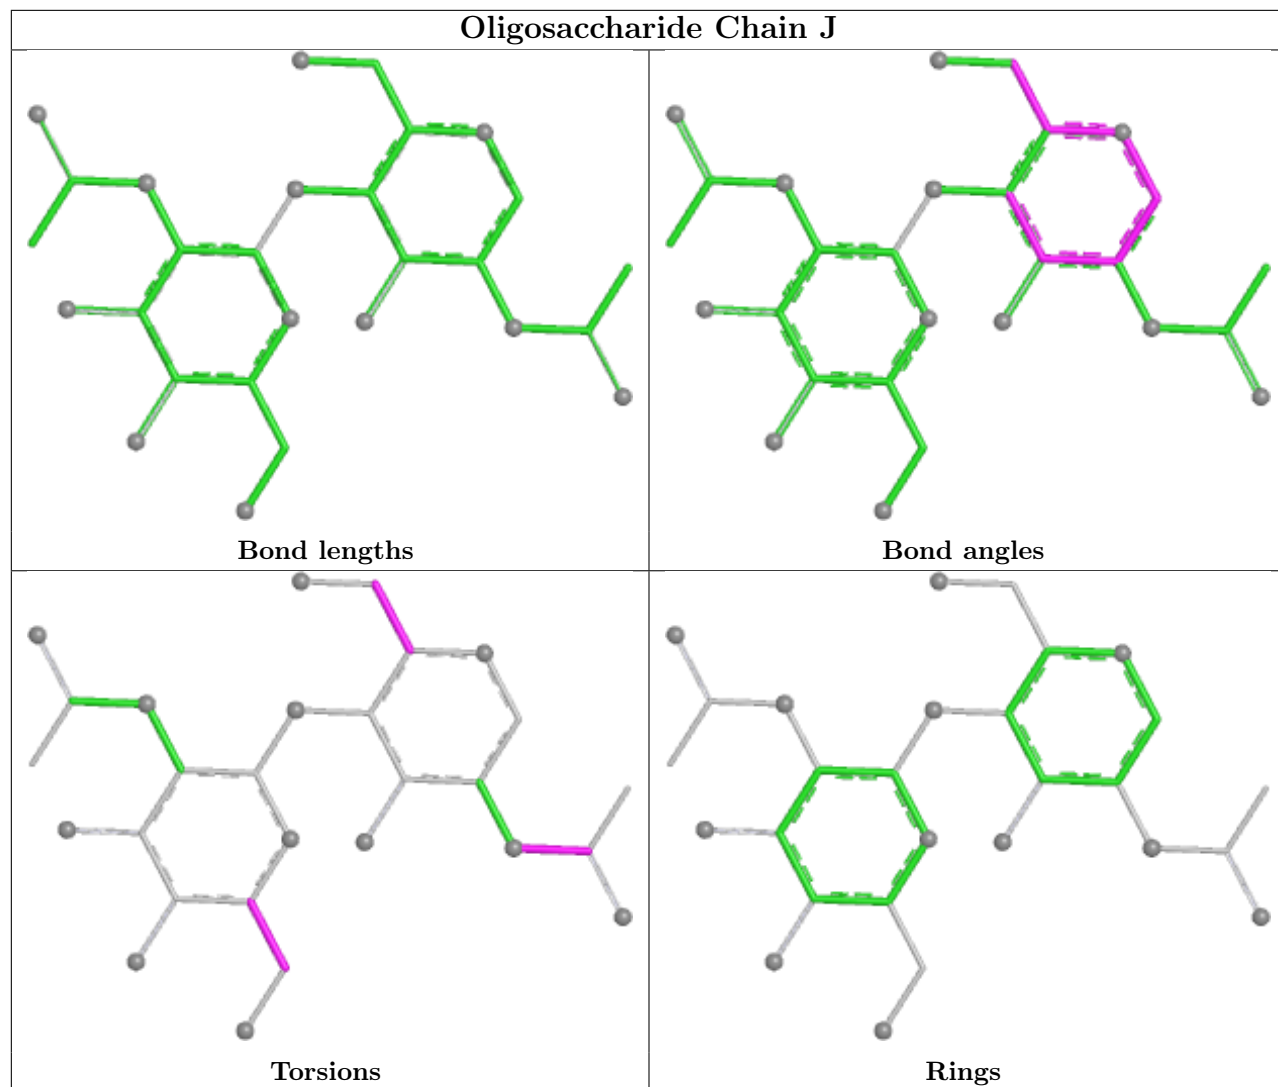 Oligosaccharide Chain J
Bond lengths
Bond angles
Torsions
Rings